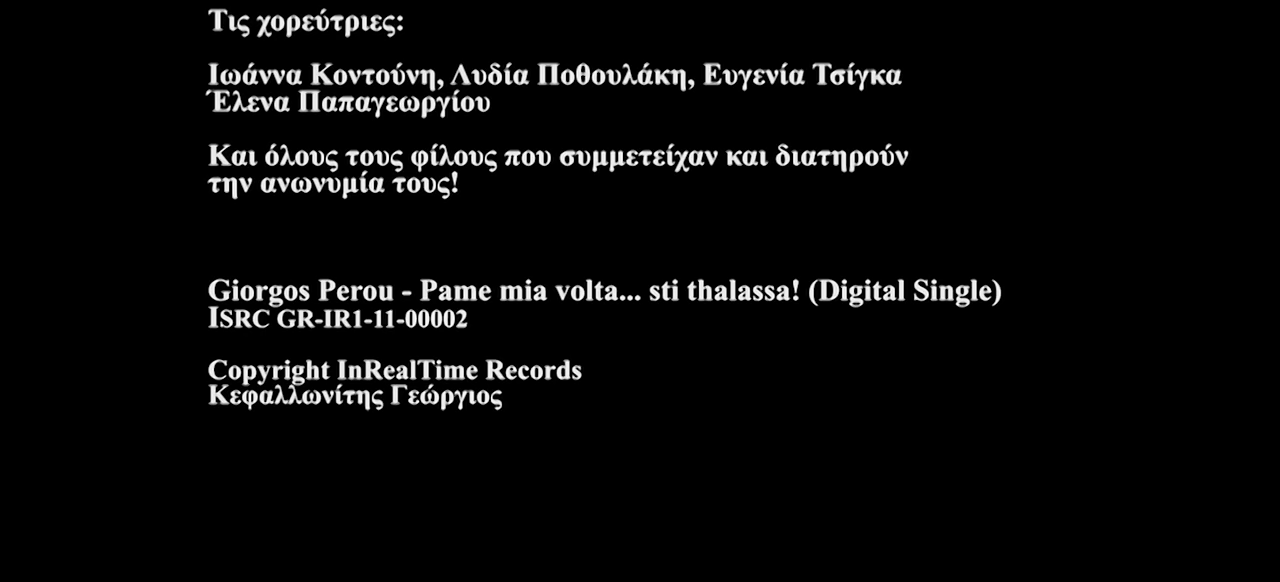 Τις χορεύτριες:
Ιωάννα Κοντούνη, Λυδία Ποθουλάκη, Ευγενία Τσίγκα
Έλενα Παπαγεωργίου
Και όλους τους φίλους που συμμετείχαν και διατηρούν
την ανωνυμία τους!
Giorgos Perou - Pame mia volta... sti thalassa! (Digital Single)
ISRC GR-IR1-11-00002
Copyright InRealTime Records
Κεφαλλωνίτης Γεώργιος